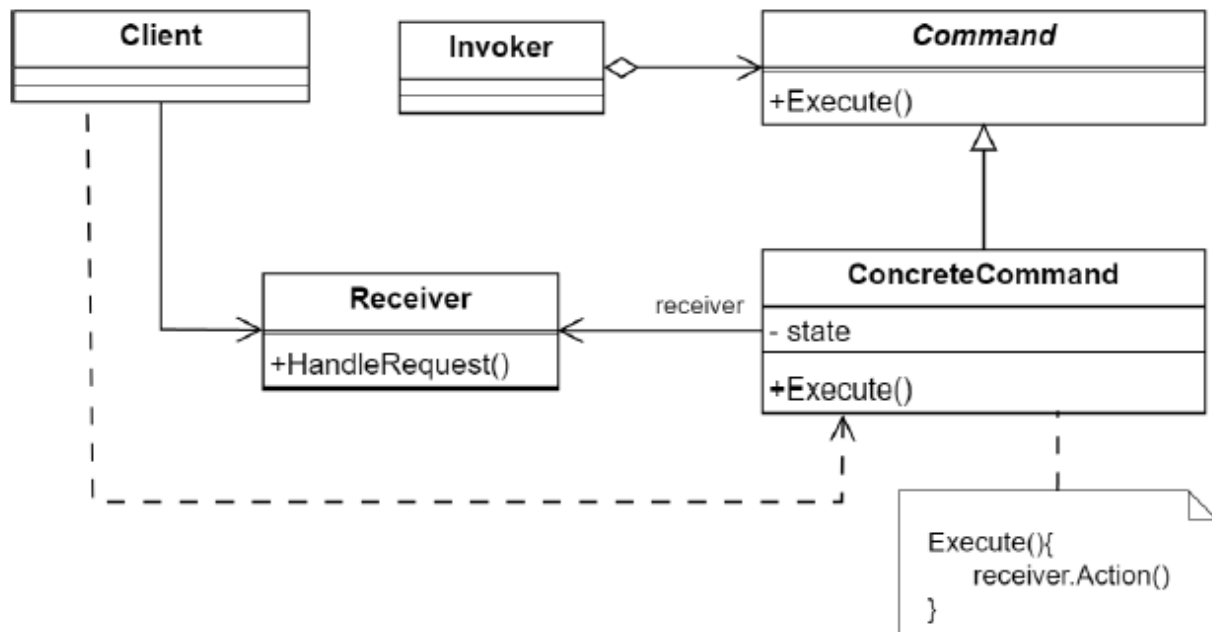 Client
Invoker
Command
+Execute()
Receiver
+HandleRequest()
receiver
ConcreteCommand
- state
+Execute()
Execute(){
receiver.Action()
}